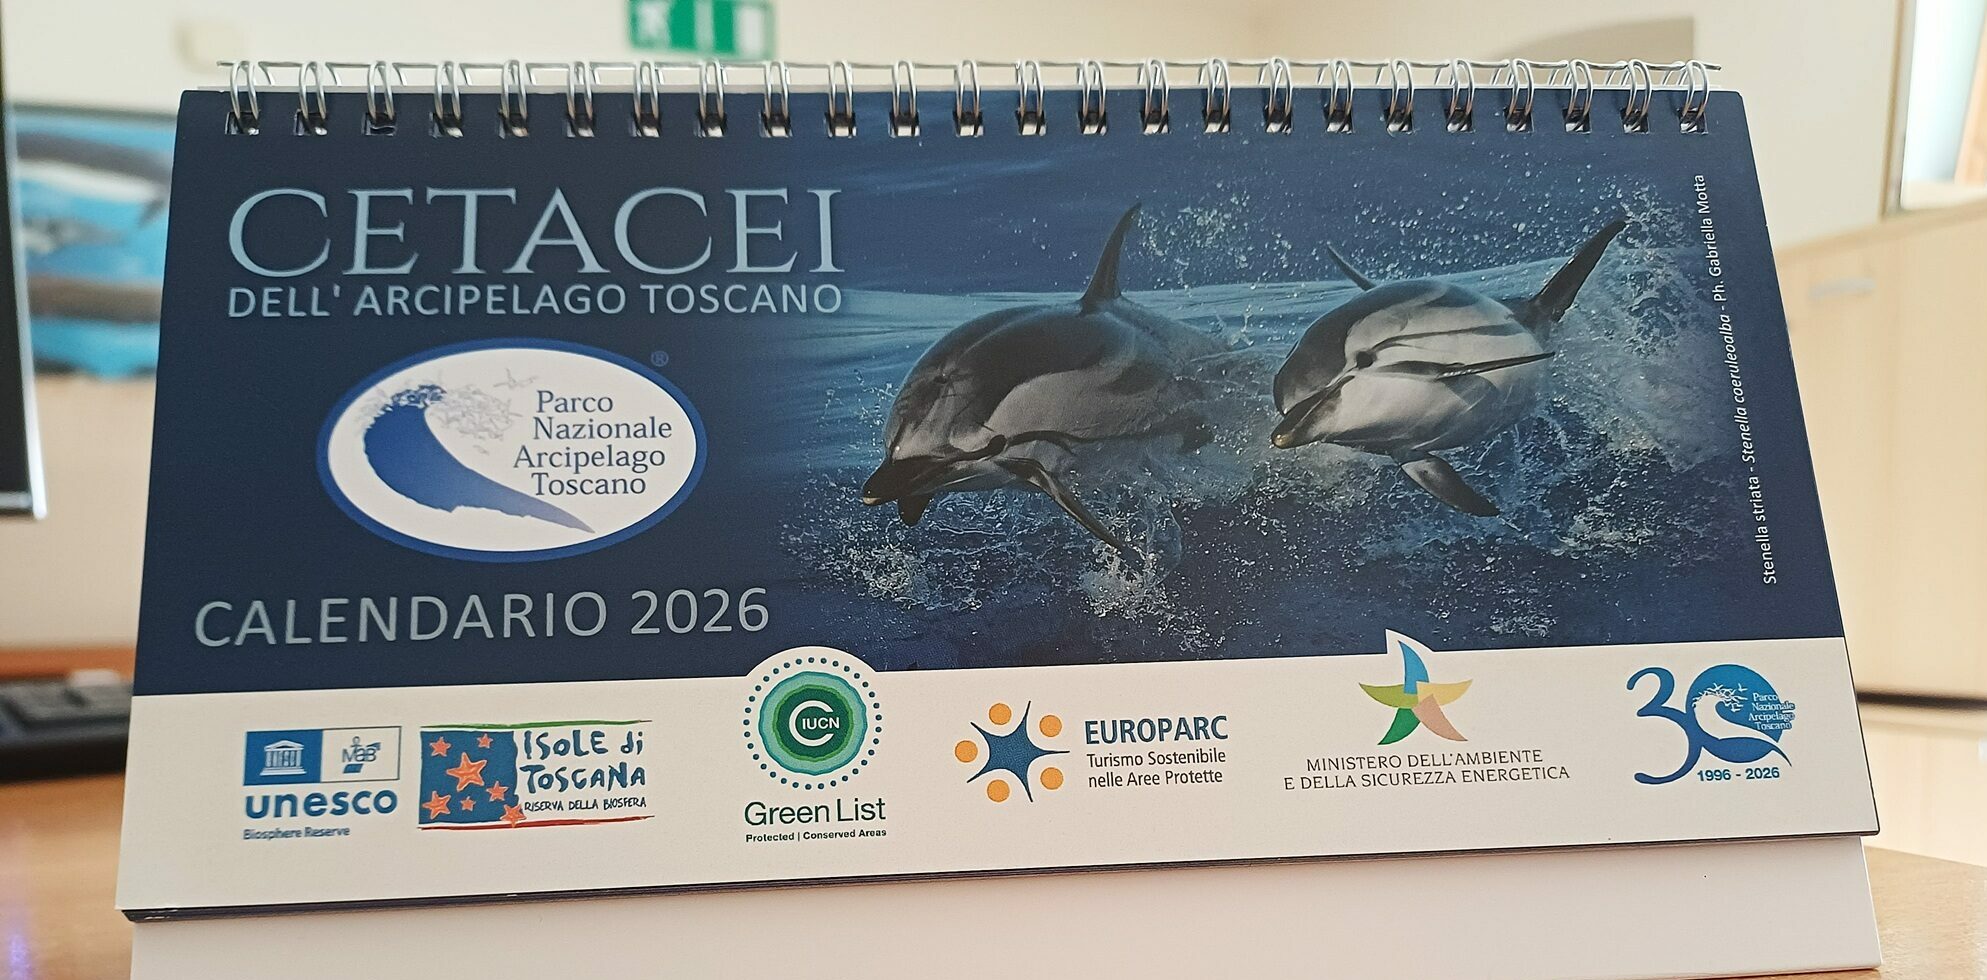 CETACEI
DELL' ARCIPELAGO TOSCANO
®
Parco
Nazionale
Arcipelago
Toscano
CALENDARIO 2026
Stenella striata - Stenella coeruleoalba - Ph. Gabriella Motta
UNESCO
MaB
unesco
Biosphere Reserve
ISOLE di
TOSCANA
RISERVA DELLA BIOSFERA
IUCN
Green List
Protected | Conserved Areas
EUROPARC
Turismo Sostenibile
nelle Aree Protette
MINISTERO DELL'AMBIENTE
E DELLA SICUREZZA ENERGETICA
30
Parco
Nazionale
Arcipelago
Toscano
1996 - 2026